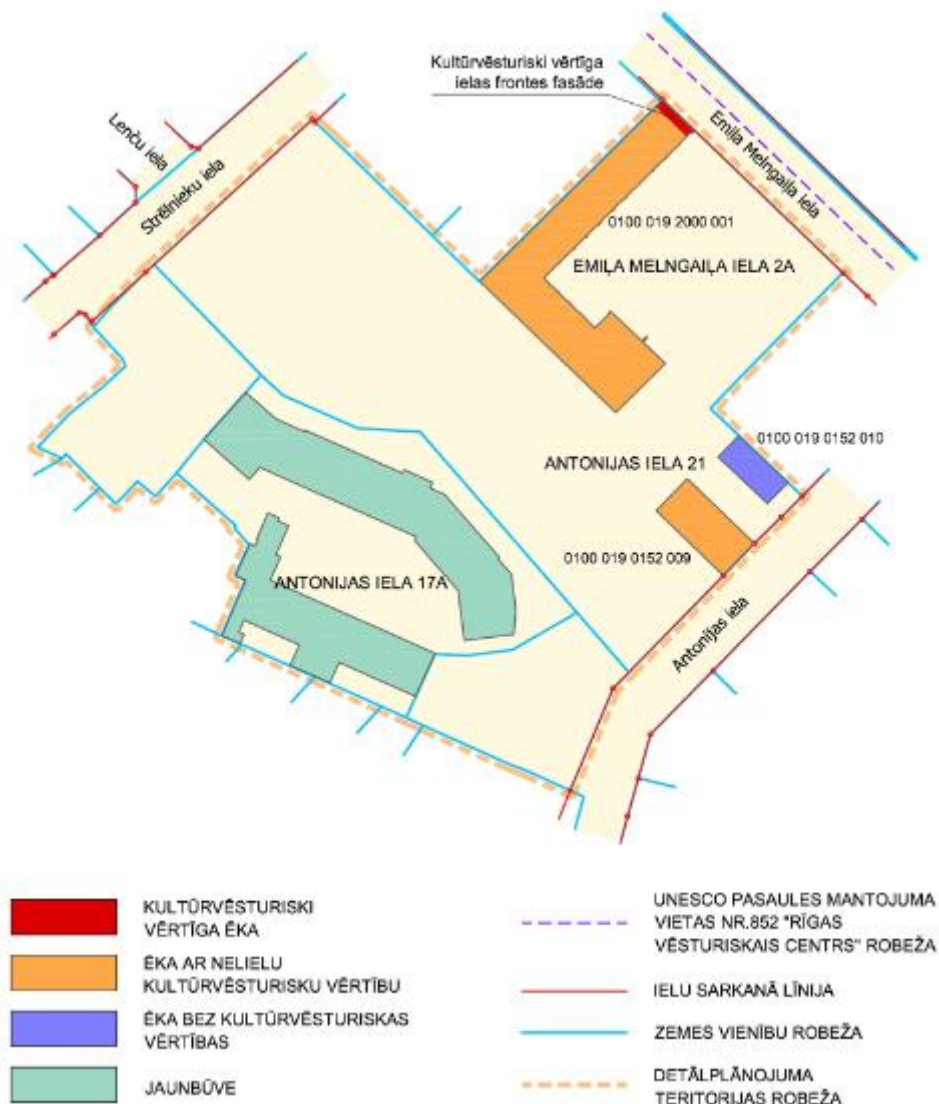 Kultūrvēsturiski vērtīga
ielas frontes fasāde
Lenču iela
Strēlnieku iela
Emiļa Melngaiļa iela
0100 019 2000 001
EMIĻA MELNGAIĻA IELA 2A
0100 019 0152 010
ANTONIJAS IELA 21
0100 019 0152 009
ANTONIJAS IELA 17A
Antonijas iela
KULTŪRVĒSTURISKI
VĒRTĪGA ĒKA
ĒKA AR NELIELU
KULTŪRVĒSTURISKU VĒRTĪBU
ĒKA BEZ KULTŪRVĒSTURISKAS
VĒRTĪBAS
JAUNBŪVE
UNESCO PASAULES MANTOJUMA
VIETAS NR.852 "RĪGAS
VĒSTURISKAIS CENTRS" ROBEŽA
IELU SARKANĀ LĪNIJA
ZEMES VIENĪBU ROBEŽA
DETĀLPLĀNOJUMA
TERITORIJAS ROBEŽA